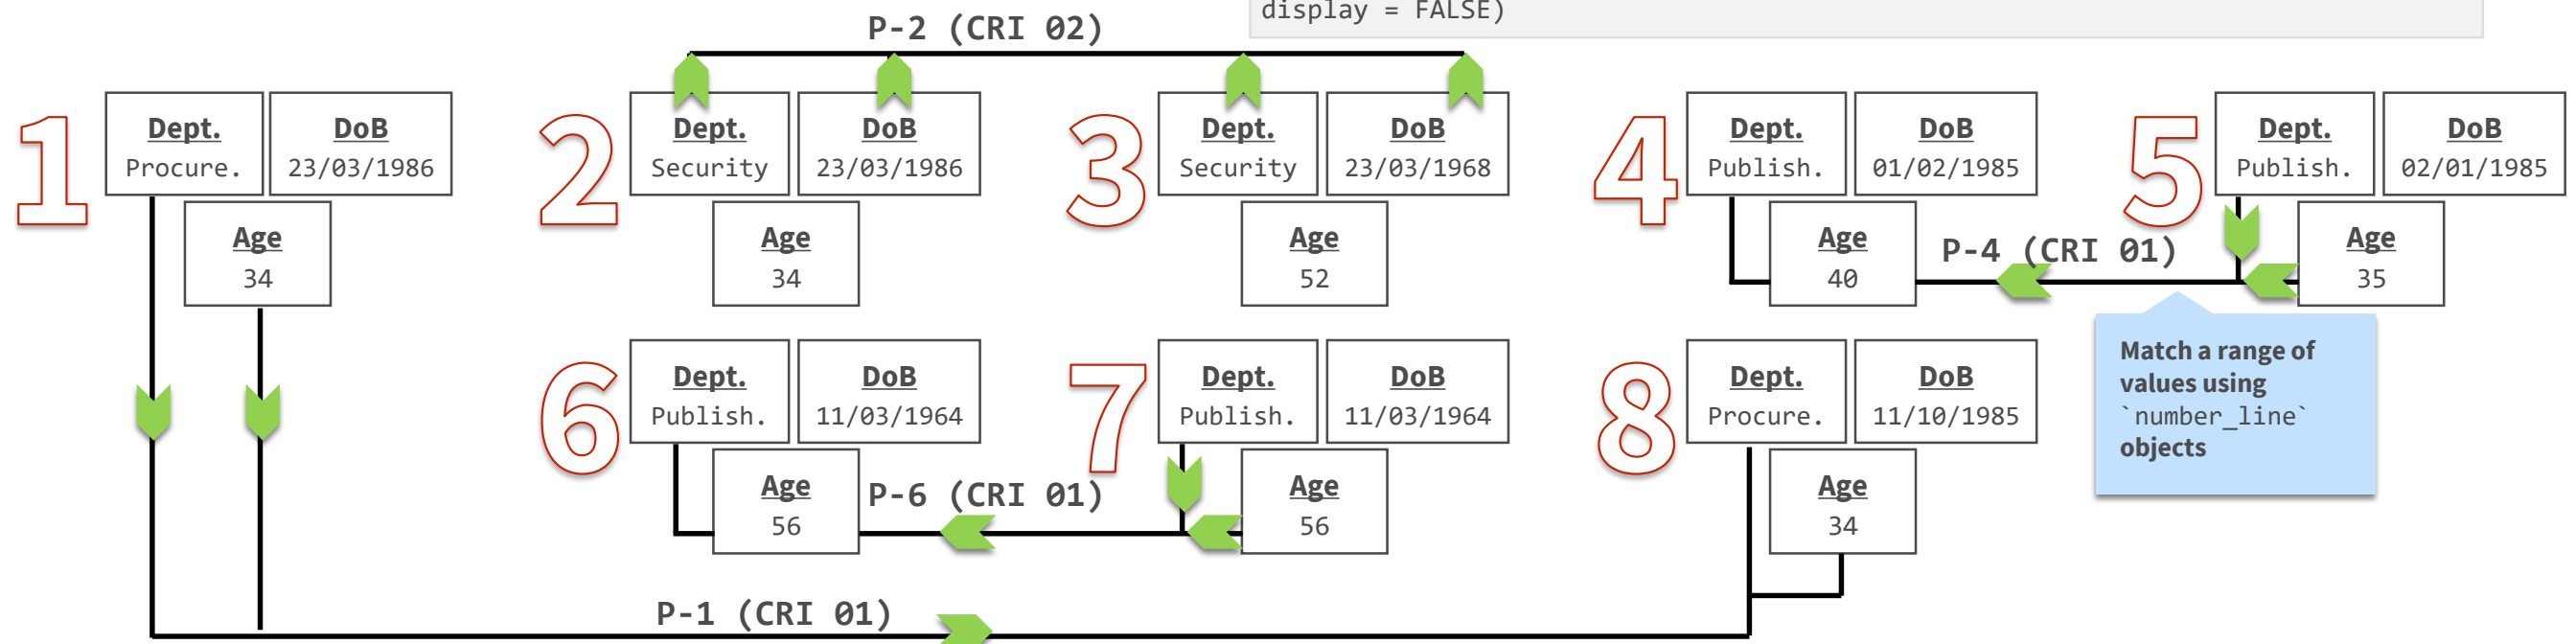 display = FALSE)
P-2 (CRI 02)
1
Dept.
Procure.
DoB
23/03/1986
Age
34
2
Dept.
Security
DoB
23/03/1986
Age
34
3
Dept.
Security
DoB
23/03/1968
Age
52
4
Dept.
Publish.
DoB
01/02/1985
Age
40
P-4 (CRI 01)
5
Dept.
Publish.
DoB
02/01/1985
Age
35
Match a range of
values using
`number_line`
objects
6
Dept.
Publish.
DoB
11/03/1964
Age
56
P-6 (CRI 01)
7
Dept.
Publish.
DoB
11/03/1964
Age
56
8
Dept.
Procure.
DoB
11/10/1985
Age
34
P-1 (CRI 01)